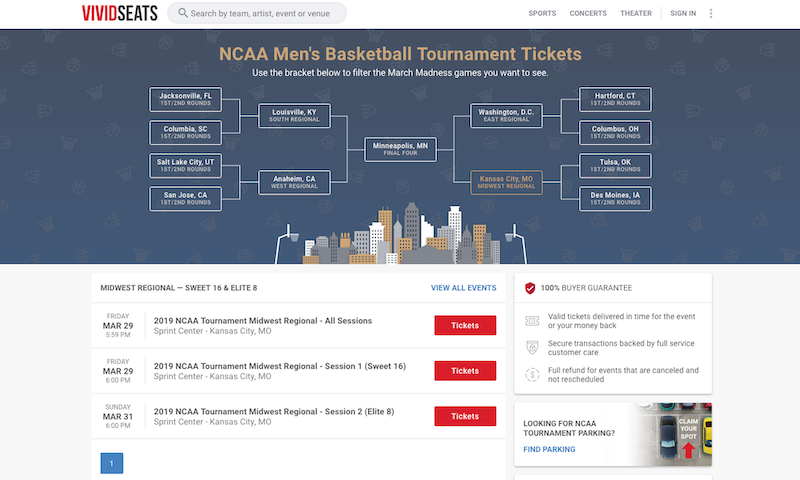 VIVIDSEATS
Search by team, artist, event or venue
SPORTS
CONCERTS
THEATER
SIGN IN
NCAA Men's Basketball Tournament Tickets
Use the bracket below to filter the March Madness games you want to see.
Jacksonville, FL
1ST/2ND ROUNDS
Columbia, SC
1ST/2ND ROUNDS
Salt Lake City, UT
1ST/2ND ROUNDS
San Jose, CA
1ST/2ND ROUNDS
Louisville, KY
SOUTH REGIONAL
Anaheim, CA
WEST REGIONAL
Minneapolis, MN
FINAL FOUR
Washington, D.C.
EAST REGIONAL
Kansas City, MO
MIDWEST REGIONAL
Hartford, CT
1ST/2ND ROUNDS
Columbus, OH
1ST/2ND ROUNDS
Tulsa, OK
1ST/2ND ROUNDS
Des Moines, IA
1ST/2ND ROUNDS
MIDWEST REGIONAL — SWEET 16 & ELITE 8
VIEW ALL EVENTS
FRIDAY
MAR 29
5:59 PM
2019 NCAA Tournament Midwest Regional - All Sessions
Sprint Center - Kansas City, MO
Tickets
FRIDAY
MAR 29
6:00 PM
2019 NCAA Tournament Midwest Regional - Session 1 (Sweet 16)
Sprint Center - Kansas City, MO
Tickets
SUNDAY
MAR 31
6:00 PM
2019 NCAA Tournament Midwest Regional - Session 2 (Elite 8)
Sprint Center - Kansas City, MO
Tickets
1
100% BUYER GUARANTEE
Valid tickets delivered in time for the event
or your money back
Secure transactions backed by full service
customer care
Full refund for events that are canceled and
not rescheduled
LOOKING FOR NCAA
TOURNAMENT PARKING?
FIND PARKING
CLAIM
YOUR
SPOT